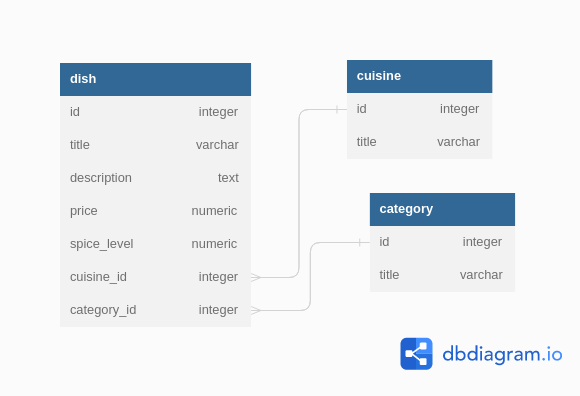 dish
id integer
title varchar
description text
price numeric
spice_level numeric
cuisine_id integer
category_id integer
cuisine
id integer
title varchar
category
id integer
title varchar
dbdiagram.io